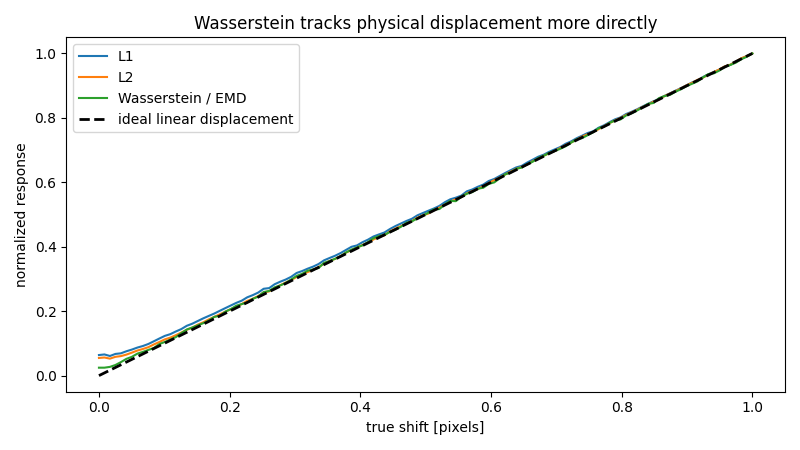 Wasserstein tracks physical displacement more directly
L1
L2
Wasserstein / EMD
ideal linear displacement
normalized response
1.0
0.8
0.6
0.4
0.2
0.0
0.0 0.2 0.4 0.6 0.8 1.0
true shift [pixels]